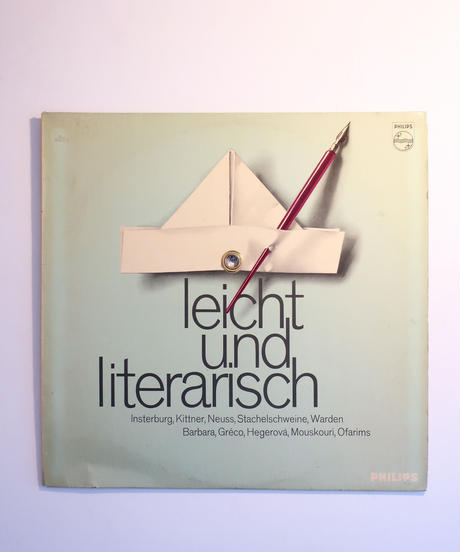 PHILIPS
leicht
und
literarisch
Insterburg, Kittner, Neuss, Stachelschweine, Warden
Barbara, Gréco, Hegerová, Mouskouri, Ofarims
PHILIPS